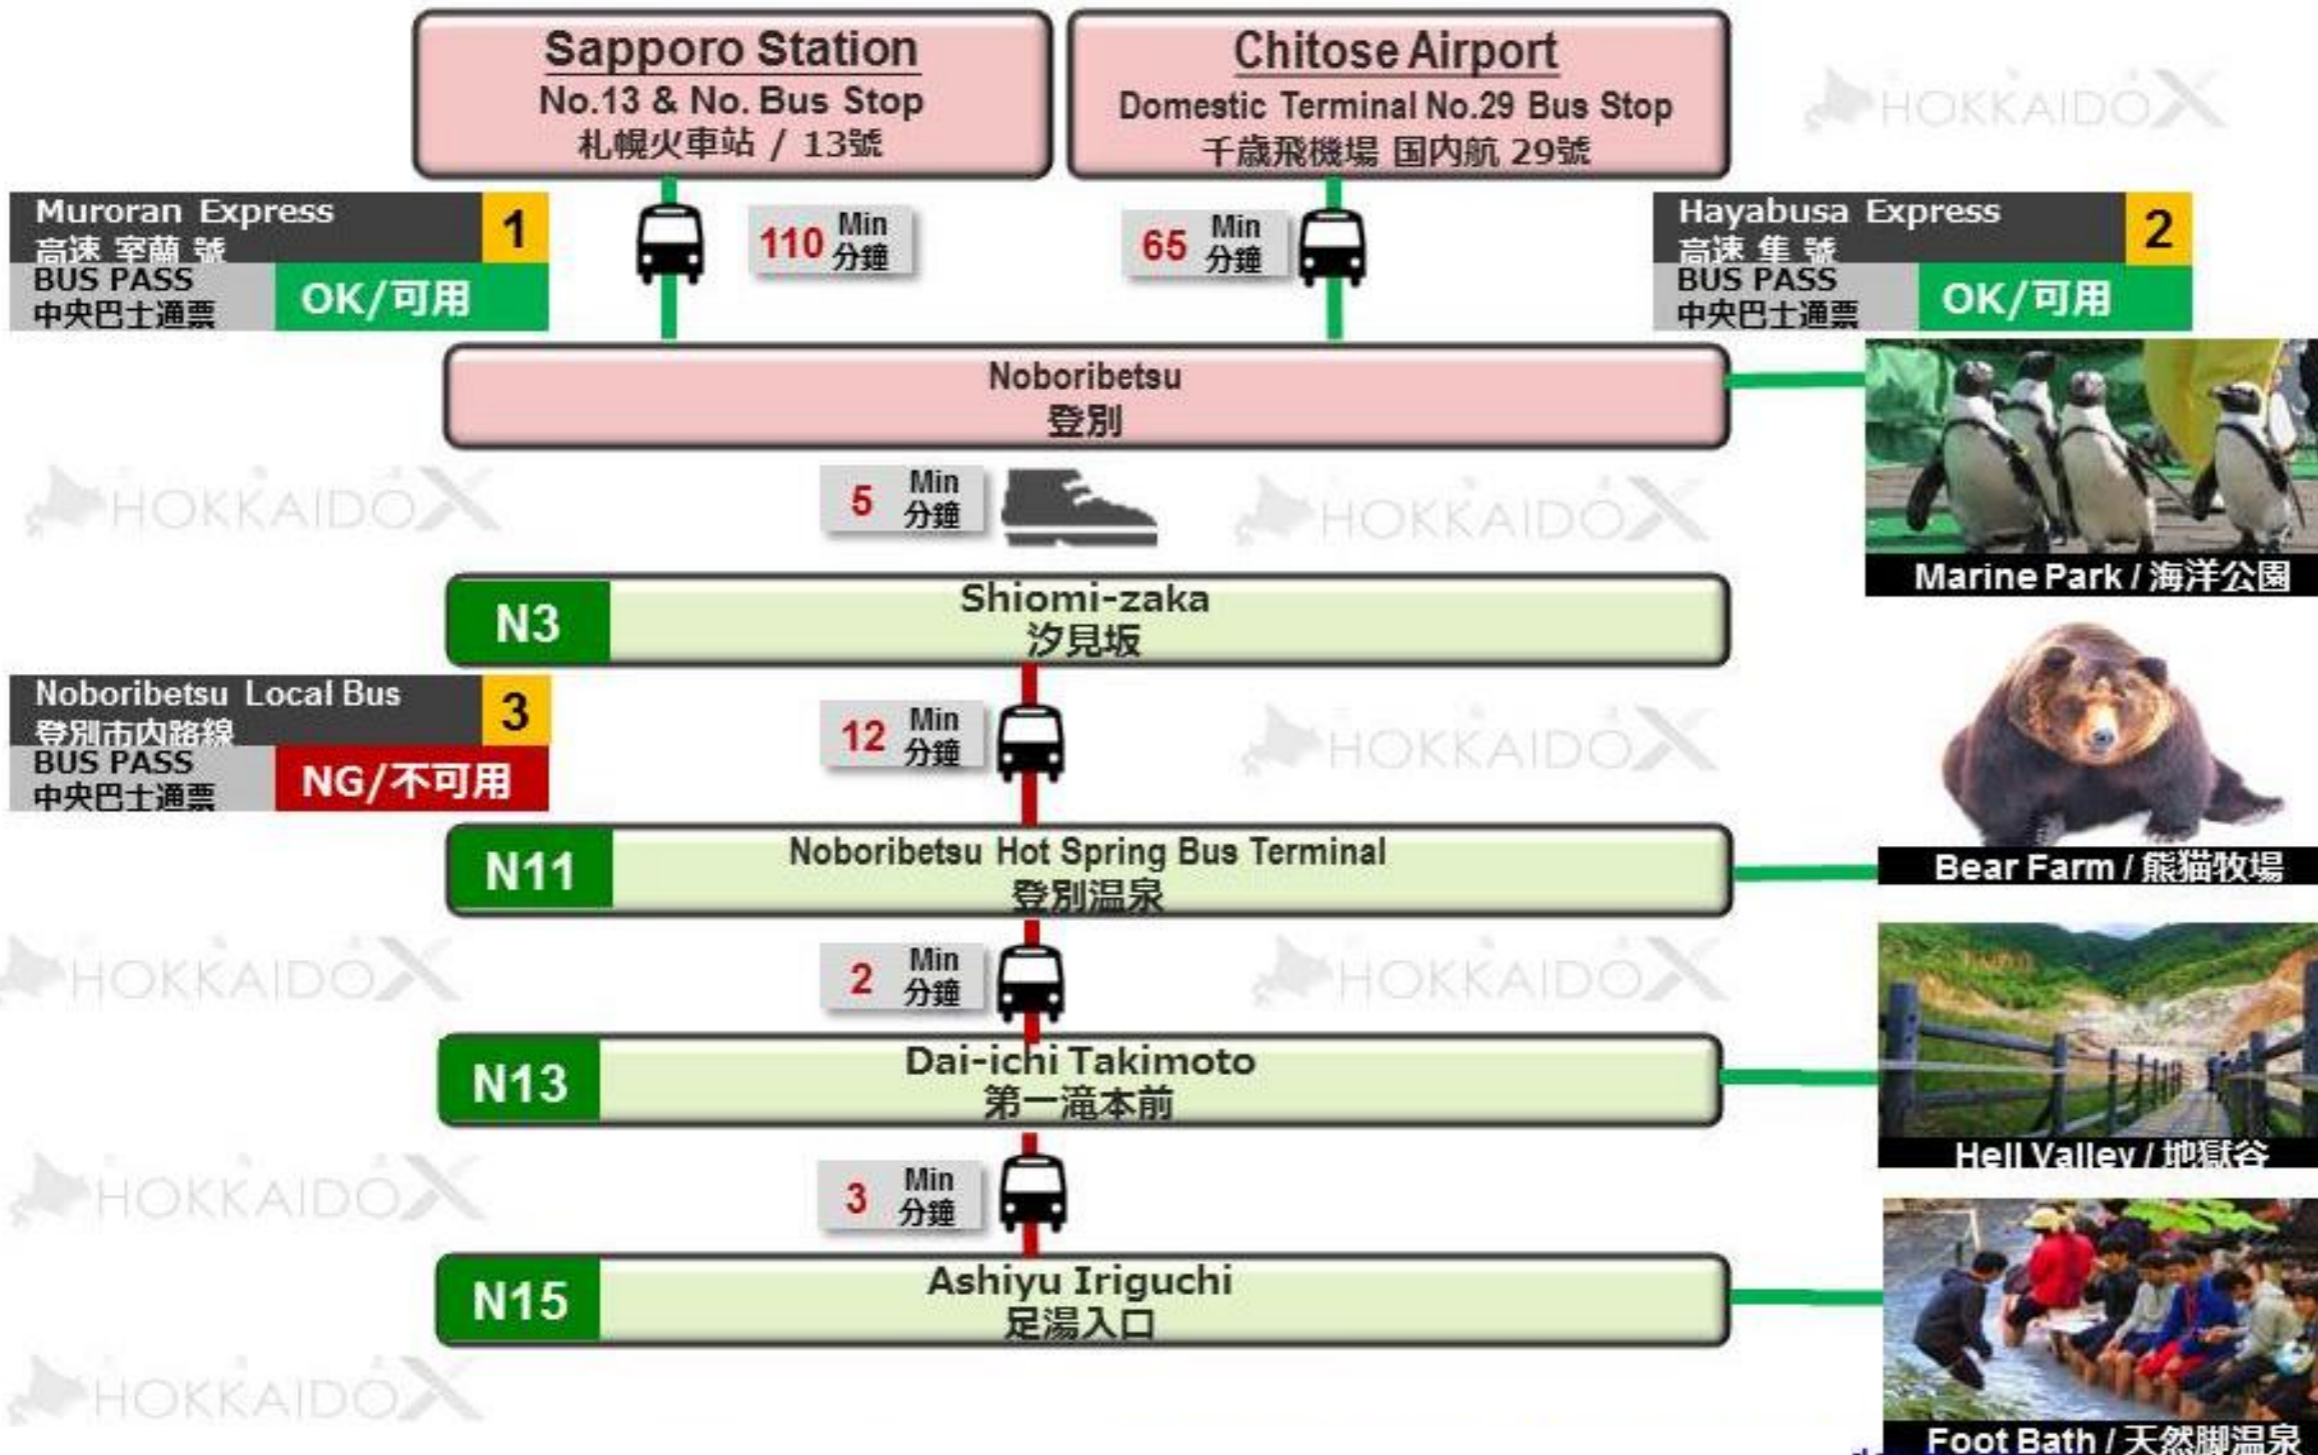 Sapporo Station
No.13 & No. Bus Stop
札幌火車站 / 13號
Chitose Airport
Domestic Terminal No.29 Bus Stop
千歳飛機場 国内航 29號
HOKKAIDO X
Muroran Express
高速 室蘭 號
1
BUS PASS
中央巴士通票
OK/可用
110 Min
分鐘
65 Min
分鐘
Hayabusa Express
高速 隼 號
2
BUS PASS
中央巴士通票
OK/可用
Noboribetsu
登別
Marine Park / 海洋公園
5 Min
分鐘
HOKKAIDO X
HOKKAIDO X
N3
Shiomi-zaka
汐見坂
Noboribetsu Local Bus
登別市内路線
3
BUS PASS
中央巴士通票
NG/不可用
12 Min
分鐘
HOKKAIDO X
Bear Farm / 熊猫牧場
N11
Noboribetsu Hot Spring Bus Terminal
登別温泉
2 Min
分鐘
HOKKAIDO X
HOKKAIDO X
N13
Dai-ichi Takimoto
第一滝本前
Hell Valley / 地獄谷
3 Min
分鐘
HOKKAIDO X
N15
Ashiyu Iriguchi
足湯入口
HOKKAIDO X
Foot Bath / 天然脚温泉